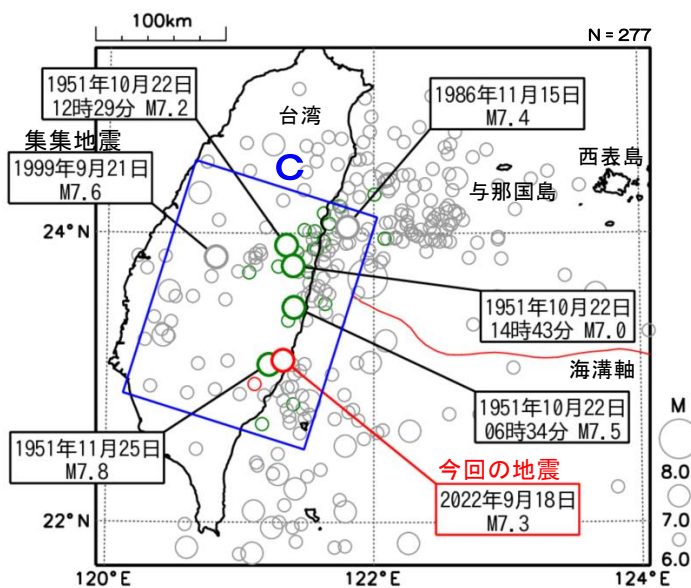 100km
N=277
1951年10月22日
12時29分 M7.2
台湾
1986年11月15日
M7.4
集集地震
1999年9月21日
M7.6
C
西表島
与那国島
24°N
1951年10月22日
14時43分 M7.0
海溝軸
1951年10月22日
06時34分 M7.5
1951年11月25日
M7.8
今回の地震
2022年9月18日
M7.3
M
8.0
7.0
6.0
22°N
120°E
122°E
124°E